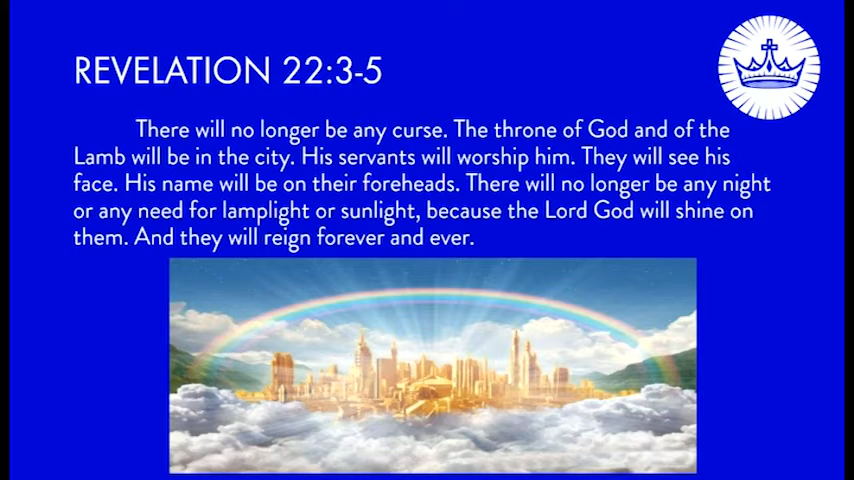 REVELATION 22:3-5
There will no longer be any curse. The throne of God and of the
Lamb will be in the city. His servants will worship him. They will see his
face. His name will be on their foreheads. There will no longer be any night
or any need for lamplight or sunlight, because the Lord God will shine on
them. And they will reign forever and ever.